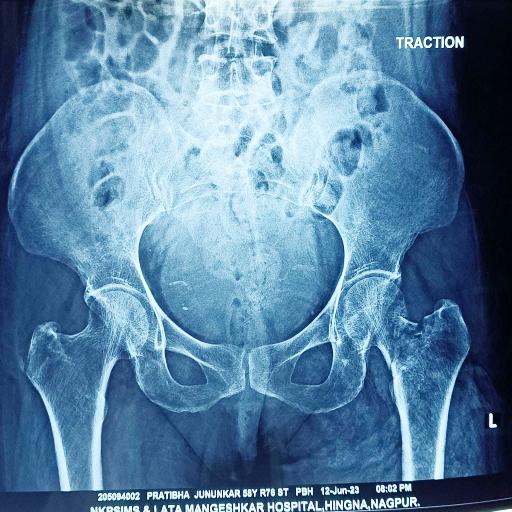 TRACTION
L
205094002 PRATIBHA JUNUNKAR 58Y R76 ST PBH 12-Jun-23 08:02 PM
NKPSIMS & LATA MANGESHKAR HOSPITAL,HINGNA,NAGPUR.